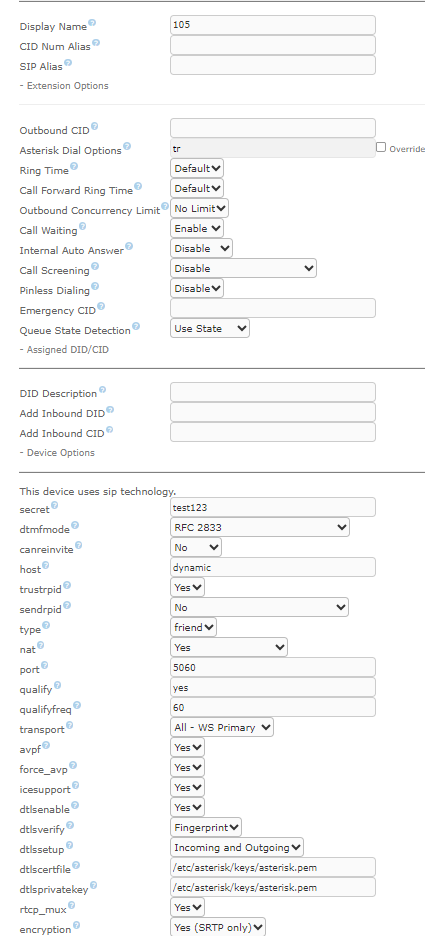 Display Name 105
CID Num Alias
SIP Alias
- Extension Options
Outbound CID
Asterisk Dial Options tr Override
Ring Time Default
Call Forward Ring Time Default
Outbound Concurrency Limit No Limit
Call Waiting Enable
Internal Auto Answer Disable
Call Screening Disable
Pinless Dialing Disable
Emergency CID
Queue State Detection Use State
- Assigned DID/CID
DID Description
Add Inbound DID
Add Inbound CID
- Device Options
This device uses sip technology.
secret test123
dtmfmode RFC 2833
canreinvite No
host dynamic
trustrpid Yes
sendrpid No
type friend
nat Yes
port 5060
qualify yes
qualifyfreq 60
transport All - WS Primary
avpf Yes
force_avp Yes
icesupport Yes
dtlsenable Yes
dtlsverify Fingerprint
dtlssetup Incoming and Outgoing
dtlscertfile /etc/asterisk/keys/asterisk.pem
dtlsprivatekey /etc/asterisk/keys/asterisk.pem
rtcp_mux Yes
encryption Yes (SRTP only)